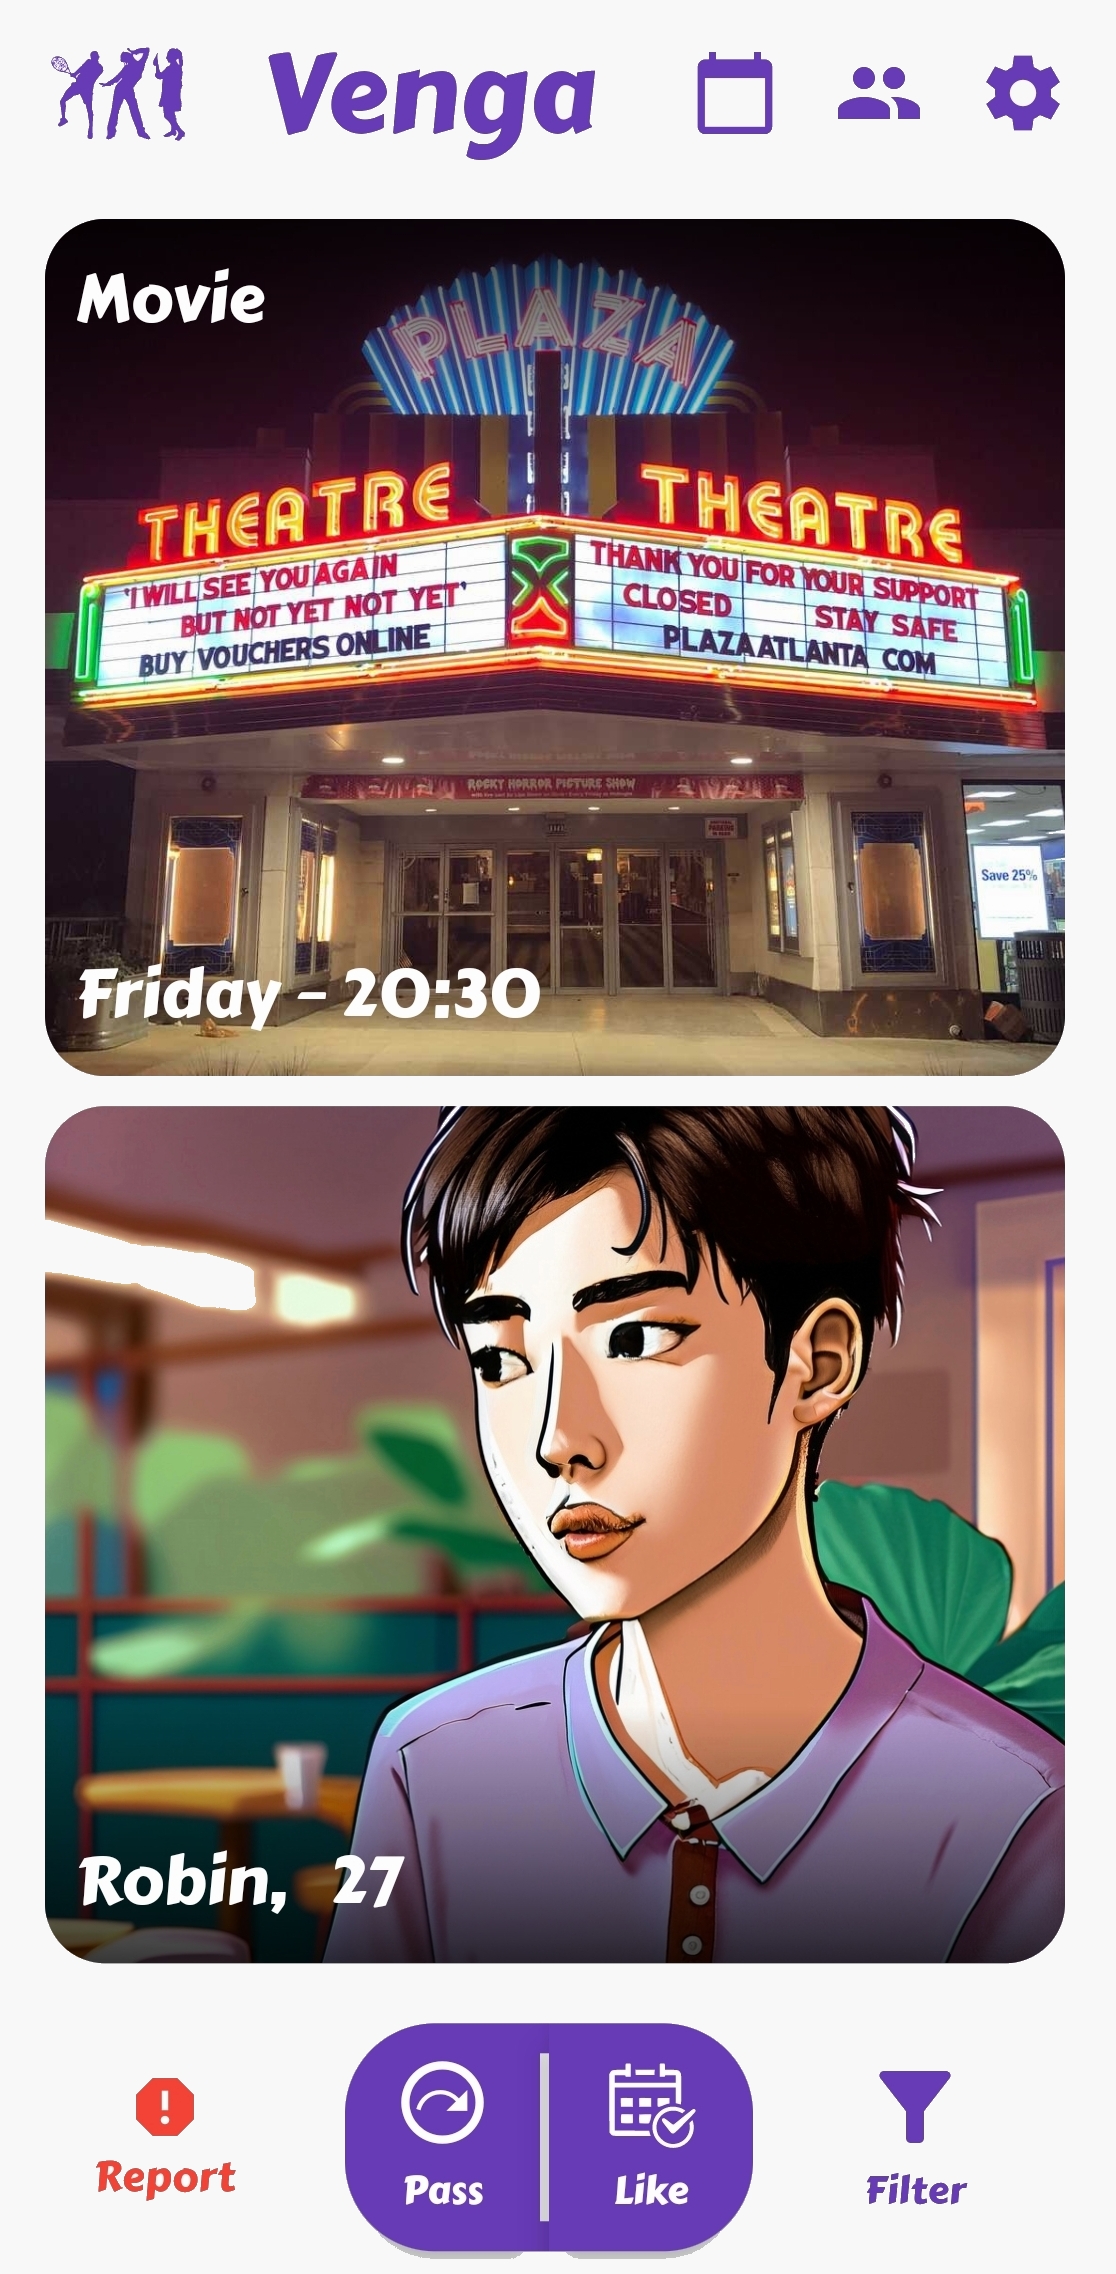 Venga
Movie
PLAZA
THEATRE THEATRE
'I WILL SEE YOU AGAIN
BUT NOT YET NOT YET'
BUY VOUCHERS ONLINE
THANK YOU FOR YOUR SUPPORT
CLOSED STAY SAFE
PLAZAATLANTA COM
ROCKY HORROR PICTURE SHOW
PARKING
Save 25%
Friday – 20:30
Robin, 27
Report
Pass
Like
Filter